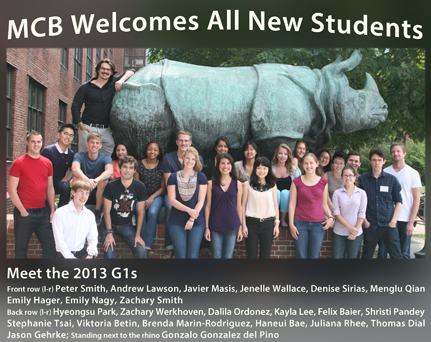 MCB Welcomes All New Students
Meet the 2013 G1s
Front row (l-r) Peter Smith, Andrew Lawson, Javier Masis, Jenelle Wallace, Denise Sirias, Menglu Qian
Emily Hager, Emily Nagy, Zachary Smith
Back row (l-r) Hyeongsu Park, Zachary Werkhoven, Dalila Ordonez, Kayla Lee, Felix Baier, Shristi Pandey
Stephanie Tsai, Viktoria Betin, Brenda Marin-Rodriguez, Haneui Bae, Juliana Rhee, Thomas Dial
Jason Gehrke; Standing next to the rhino Gonzalo Gonzalez del Pino